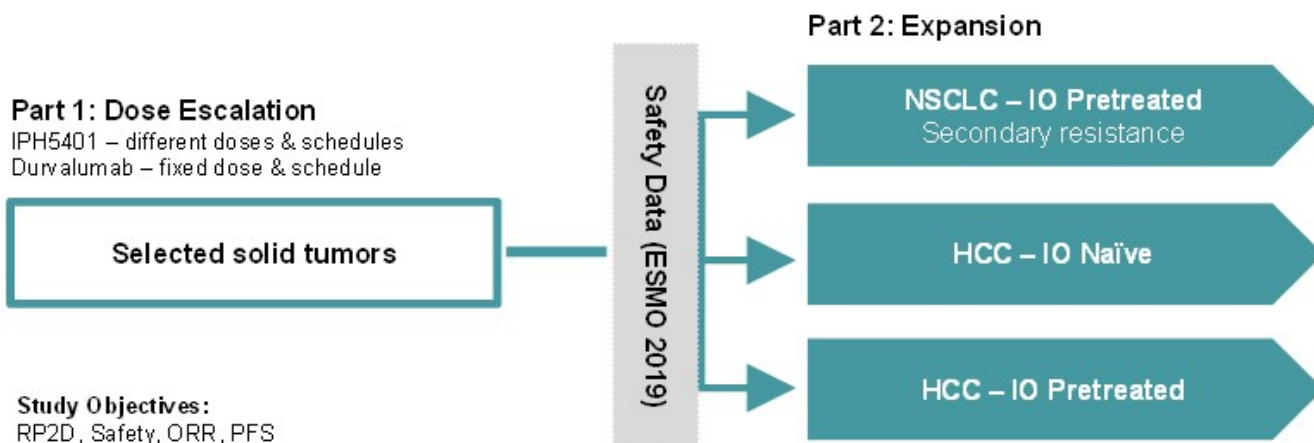 Part 1: Dose Escalation
IPH5401 – different doses & schedules
Durvalumab – fixed dose & schedule
Selected solid tumors
Study Objectives:
RP2D, Safety, ORR, PFS
Safety Data (ESMO 2019)
Part 2: Expansion
NSCLC – IO Pretreated
Secondary resistance
HCC – IO Naïve
HCC – IO Pretreated